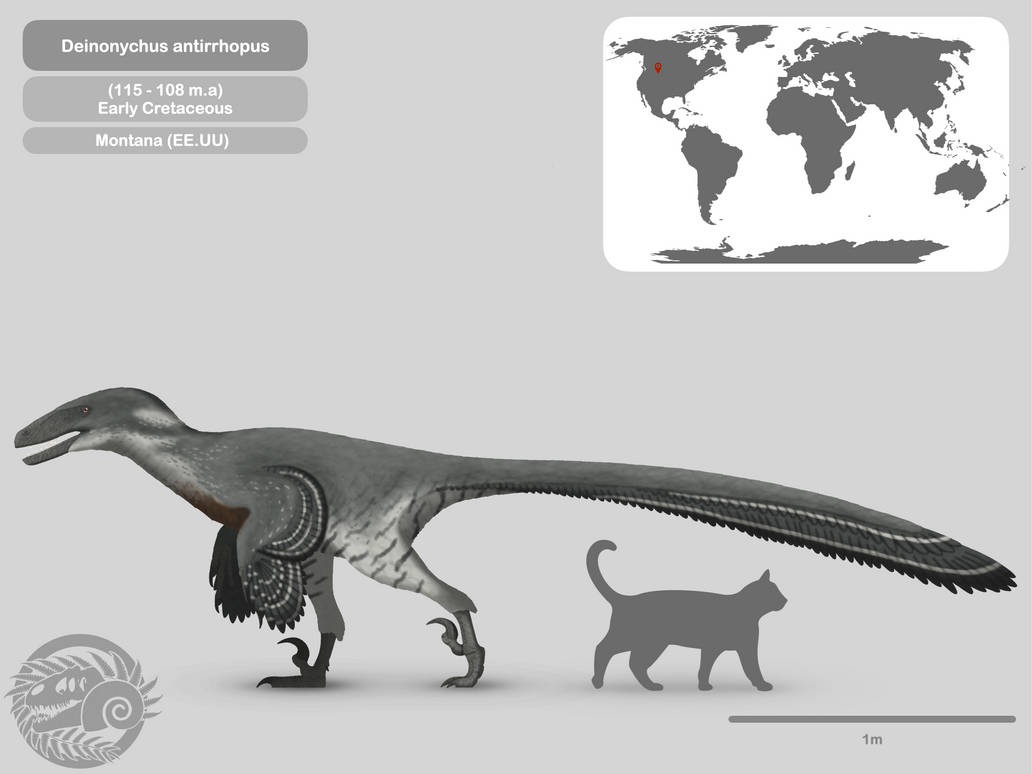 Deinonychus antirrhopus
(115 - 108 m.a)
Early Cretaceous
Montana (EE.UU)
1m